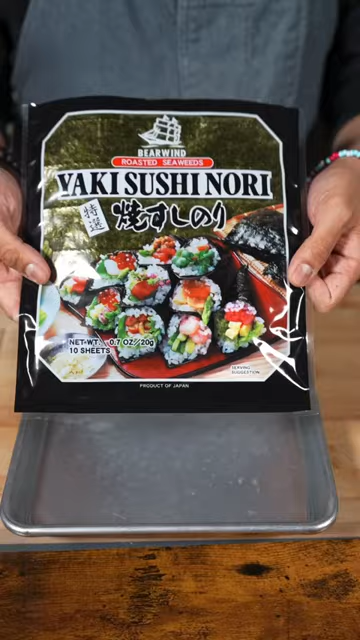 BEARWIND
ROASTED SEAWEEDS
YAKI SUSHI NORI
特選
焼すしのり
NET WT. 0.7 OZ/20g
10 SHEETS
SERVING
SUGGESTION
PRODUCT OF JAPAN